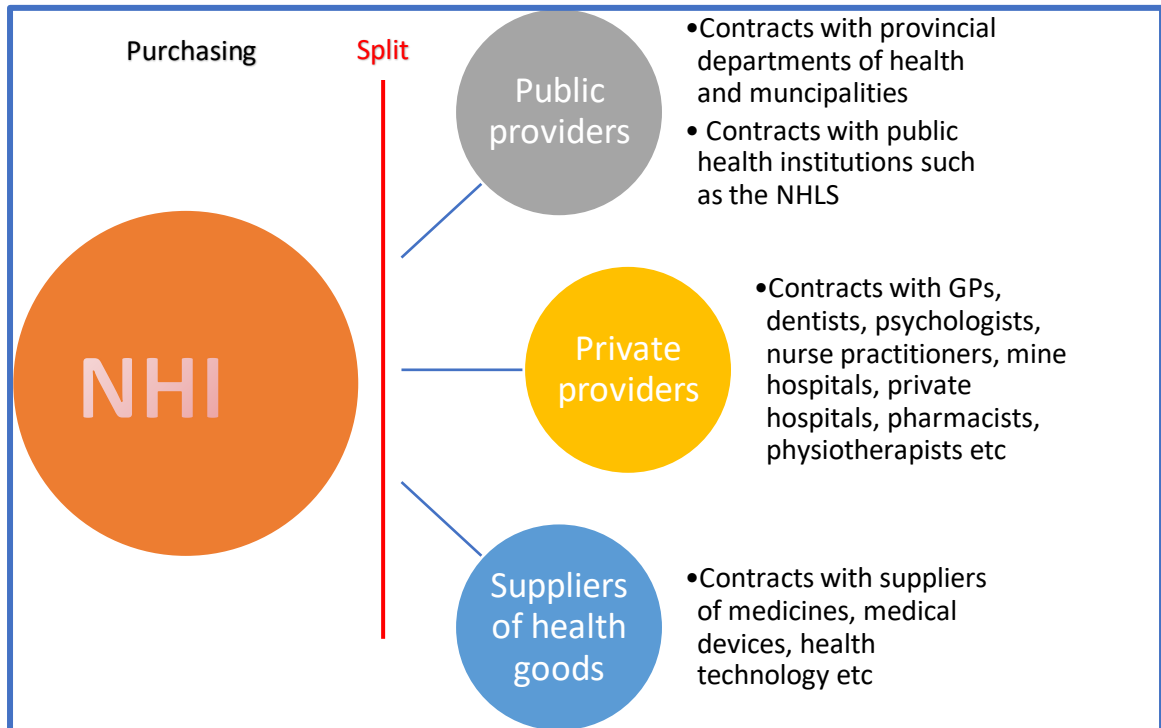 Purchasing
Split
NHI
Public
providers
•Contracts with provincial
departments of health
and muncipalities
• Contracts with public
health institutions such
as the NHLS
Private
providers
•Contracts with GPs,
dentists, psychologists,
nurse practitioners, mine
hospitals, private
hospitals, pharmacists,
physiotherapists etc
Suppliers
of health
goods
•Contracts with suppliers
of medicines, medical
devices, health
technology etc